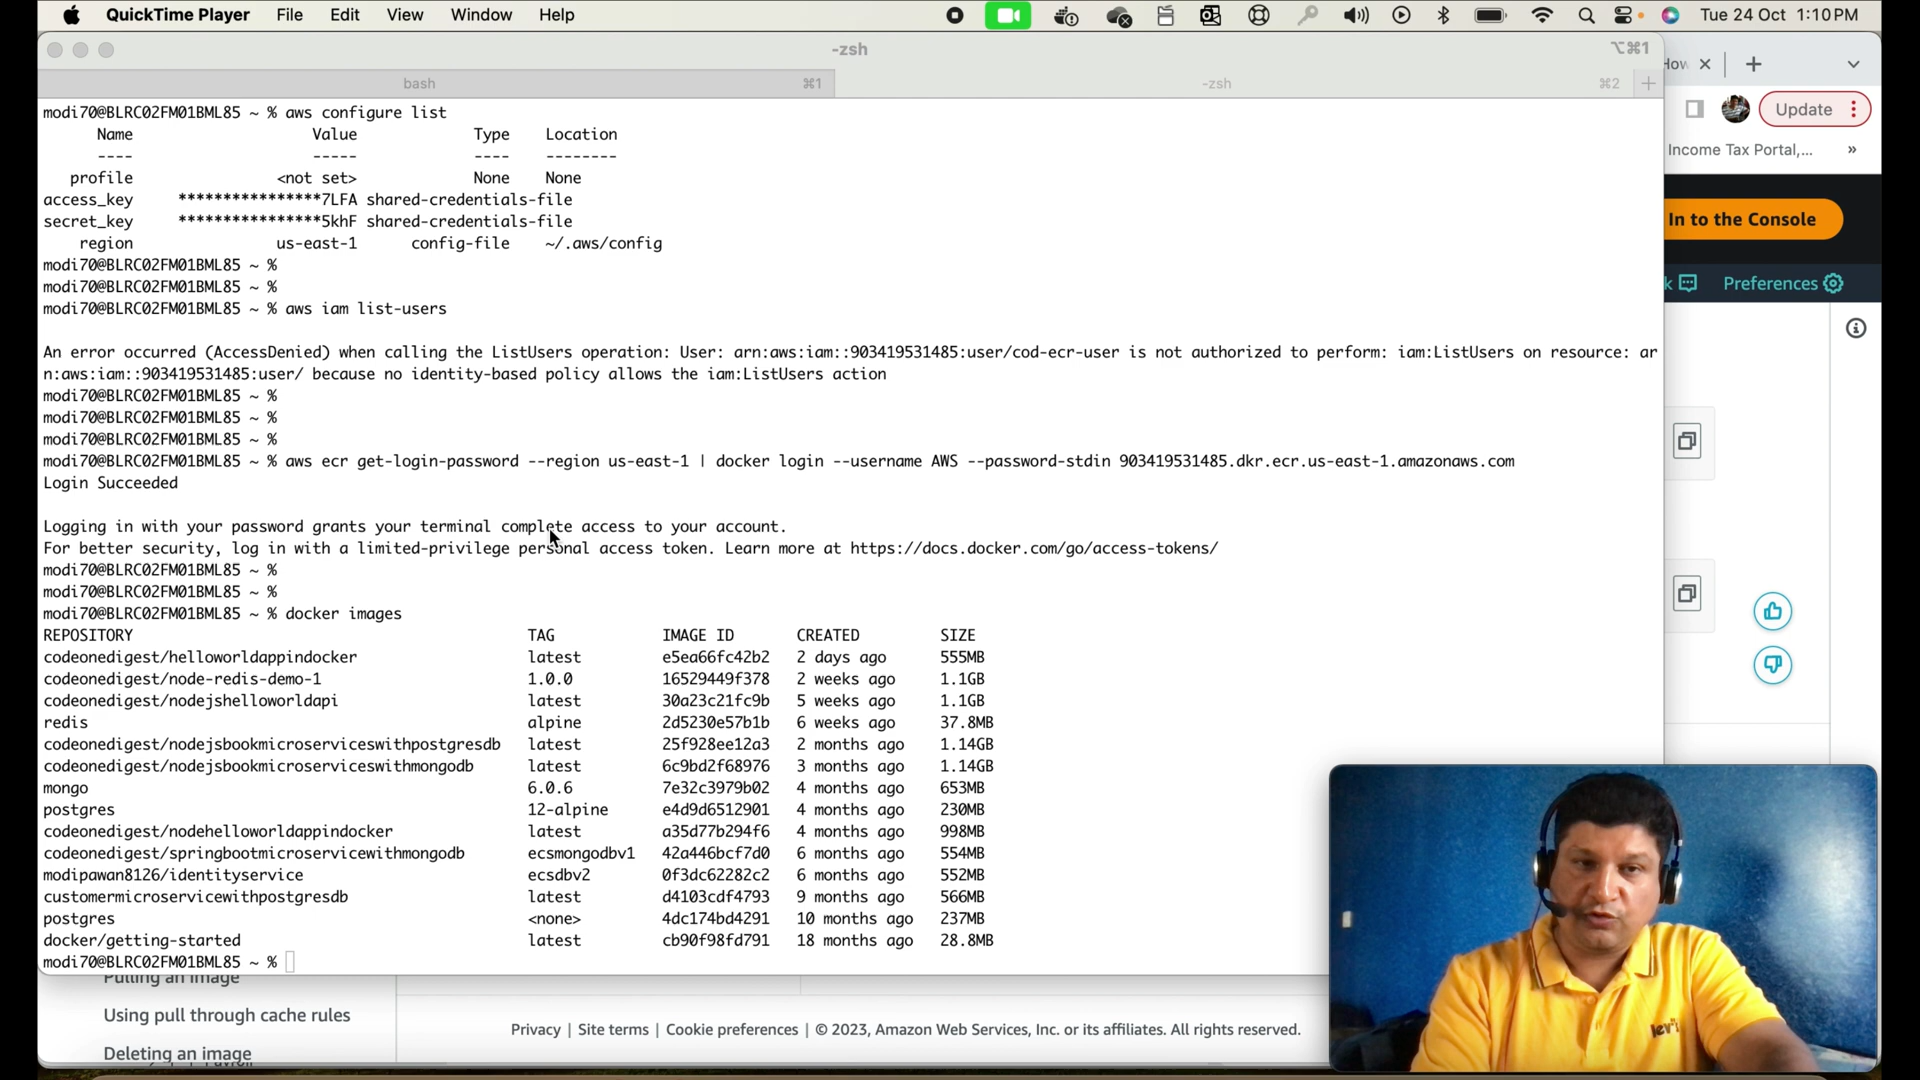 QuickTime Player File Edit View Window Help Tue 24 Oct 1:10 PM
-zsh ⌥⌘1
bash ⌘1 -zsh ⌘2 +
Update
Income Tax Portal,... »
In to the Console
Preferences
modi70@BLRC02FM01BML85 ~ % aws configure list
Name Value Type Location
---- ----- ---- --------
profile <not set> None None
access_key ****************7LFA shared-credentials-file
secret_key ****************5khF shared-credentials-file
region us-east-1 config-file ~/.aws/config
modi70@BLRC02FM01BML85 ~ %
modi70@BLRC02FM01BML85 ~ %
modi70@BLRC02FM01BML85 ~ % aws iam list-users
An error occurred (AccessDenied) when calling the ListUsers operation: User: arn:aws:iam::903419531485:user/cod-ecr-user is not authorized to perform: iam:ListUsers on resource: ar
n:aws:iam::903419531485:user/ because no identity-based policy allows the iam:ListUsers action
modi70@BLRC02FM01BML85 ~ %
modi70@BLRC02FM01BML85 ~ %
modi70@BLRC02FM01BML85 ~ %
modi70@BLRC02FM01BML85 ~ % aws ecr get-login-password --region us-east-1 | docker login --username AWS --password-stdin 903419531485.dkr.ecr.us-east-1.amazonaws.com
Login Succeeded
Logging in with your password grants your terminal complete access to your account.
For better security, log in with a limited-privilege personal access token. Learn more at https://docs.docker.com/go/access-tokens/
modi70@BLRC02FM01BML85 ~ %
modi70@BLRC02FM01BML85 ~ %
modi70@BLRC02FM01BML85 ~ % docker images
REPOSITORY TAG IMAGE ID CREATED SIZE
codeonedigest/helloworldappindocker latest e5ea66fc42b2 2 days ago 555MB
codeonedigest/node-redis-demo-1 1.0.0 16529449f378 2 weeks ago 1.1GB
codeonedigest/nodejshelloworldapi latest 30a23c21fc9b 5 weeks ago 1.1GB
redis alpine 2d5230e57b1b 6 weeks ago 37.8MB
codeonedigest/nodejsbookmicroserviceswithpostgresdb latest 25f928ee12a3 2 months ago 1.14GB
codeonedigest/nodejsbookmicroserviceswithmongodb latest 6c9bd2f68976 3 months ago 1.14GB
mongo 6.0.6 7e32c3979b02 4 months ago 653MB
postgres 12-alpine e4d9d6512901 4 months ago 230MB
codeonedigest/nodehelloworldappindocker latest a35d77b294f6 4 months ago 998MB
codeonedigest/springbootmicroservicewithmongodb ecsmongodbv1 42a446bcf7d0 6 months ago 554MB
modipawan8126/identityservice ecsdbv2 0f3dc62282c2 6 months ago 552MB
customermicroservicewithpostgresdb latest d4103cdf4793 9 months ago 566MB
postgres <none> 4dc174bd4291 10 months ago 237MB
docker/getting-started latest cb90f98fd791 18 months ago 28.8MB
modi70@BLRC02FM01BML85 ~ %
Pulling an image
Using pull through cache rules
Deleting an image
Privacy | Site terms | Cookie preferences | © 2023, Amazon Web Services, Inc. or its affiliates. All rights reserved.